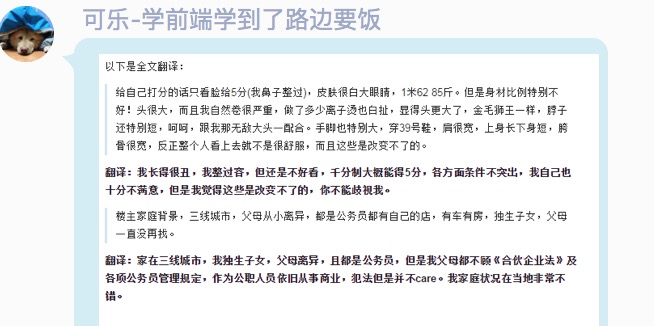 可乐-学前端学到了路边要饭
以下是全文翻译：
给自己打分的话只看脸给5分(我鼻子整过)，皮肤很白大眼睛，1米62 85斤。但是身材比例特别不
好！头很大，而且我自然卷很严重，做了多少离子烫也白扯，显得头更大了，金毛狮王一样，脖子
还特别短，呵呵，跟我那无敌大头一配合。手脚也特别大，穿39号鞋，肩很宽，上身长下身短，胯
骨很宽，反正整个人看上去就不是很舒服，而且这些是改变不了的。
翻译：我长得很丑，我整过容，但还是不好看，千分制大概能得5分，各方面条件不突出，我自己也
十分不满意，但是我觉得这些是改变不了的，你不能歧视我。
楼主家庭背景，三线城市，父母从小离异，都是公务员都有自己的店，有车有房，独生子女，父母
一直没再找。
翻译：家在三线城市，我独生子女，父母离异，且都是公务员，但是我父母都不顾《合伙企业法》及
各项公务员管理规定，作为公职人员依旧从事商业，犯法但是并不care。我家庭状况在当地非常不
错。